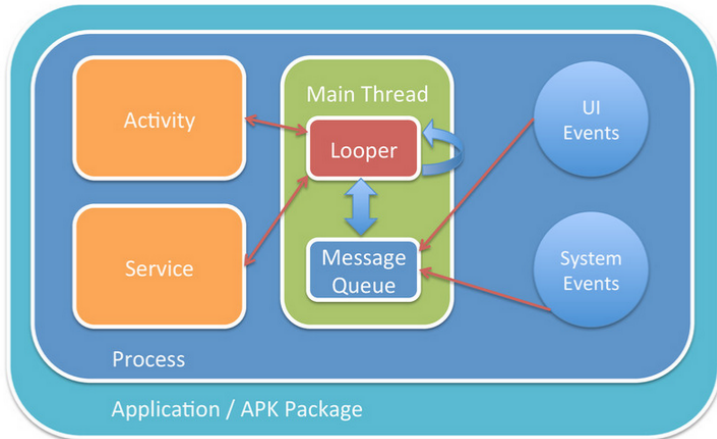 Main Thread
Activity
Looper
UI
Events
Service
Message
Queue
System
Events
Process
Application / APK Package